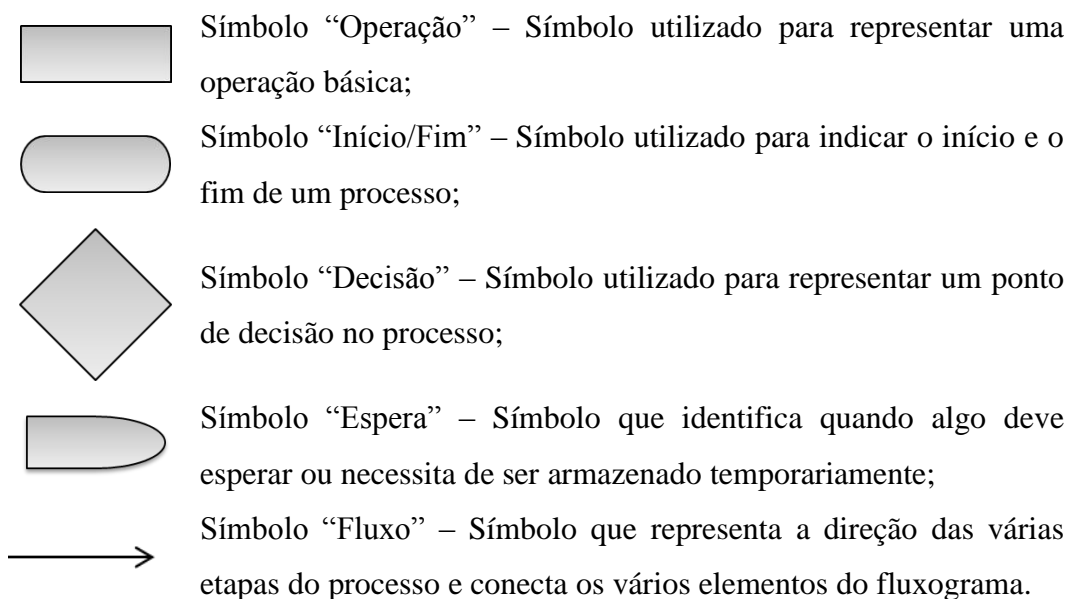 Símbolo “Operação” – Símbolo utilizado para representar uma
operação básica;
Símbolo “Início/Fim” – Símbolo utilizado para indicar o início e o
fim de um processo;
Símbolo “Decisão” – Símbolo utilizado para representar um ponto
de decisão no processo;
Símbolo “Espera” – Símbolo que identifica quando algo deve
esperar ou necessita de ser armazenado temporariamente;
Símbolo “Fluxo” – Símbolo que representa a direção das várias
etapas do processo e conecta os vários elementos do fluxograma.